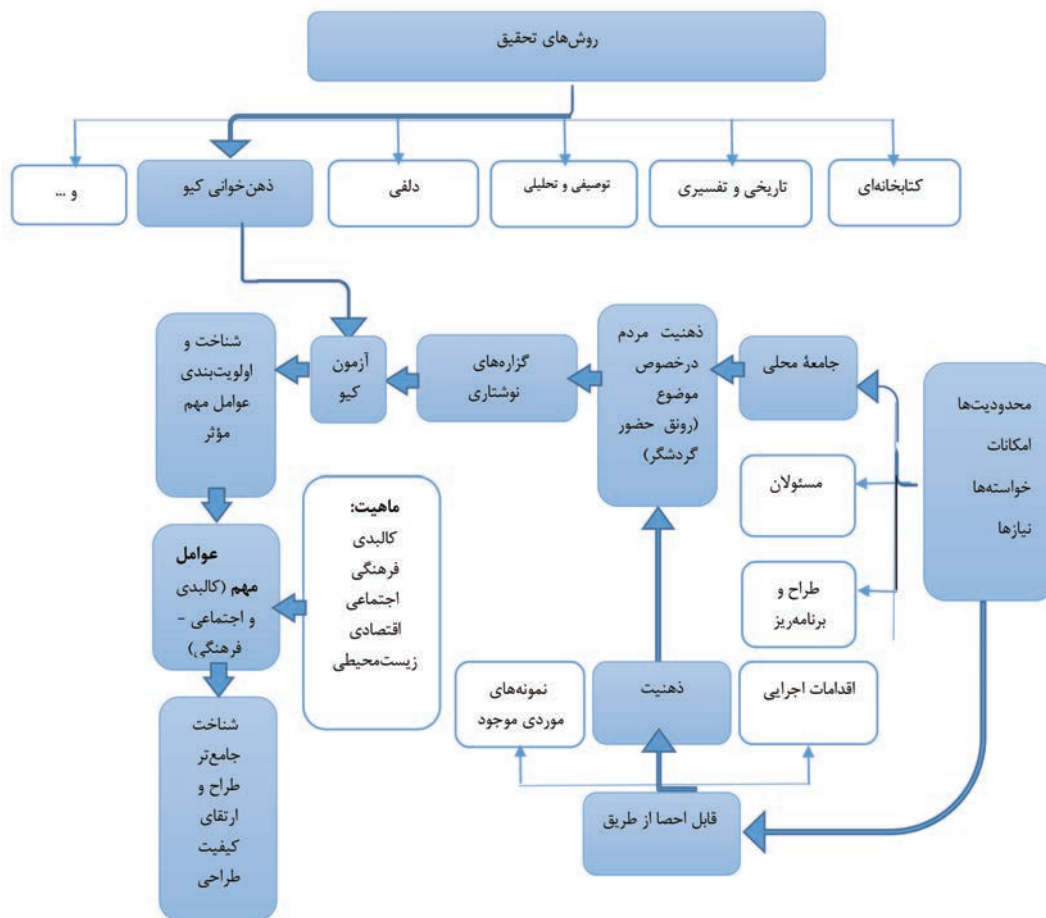 روش‌های تحقیق
کتابخانه‌ای
تاریخی و تفسیری
توصیفی و تحلیلی
دلفی
ذهن‌خوانی کیو
و ...
محدودیت‌ها
امکانات
خواسته‌ها
نیازها
جامعهٔ محلی
مسئولان
طراح و
برنامه‌ریز
ذهنیت مردم
درخصوص
موضوع
(رونق حضور
گردشگر)
گزاره‌های
نوشتاری
آزمون
کیو
شناخت و
اولویت‌بندی
عوامل مهم
مؤثر
ماهیت:
کالبدی
فرهنگی
اجتماعی
اقتصادی
زیست‌محیطی
عوامل
مهم (کالبدی
و اجتماعی -
فرهنگی)
شناخت
جامع‌تر
طراح و
ارتقای
کیفیت
طراحی
اقدامات اجرایی
ذهنیت
نمونه‌های
موردی موجود
قابل احصا از طریق